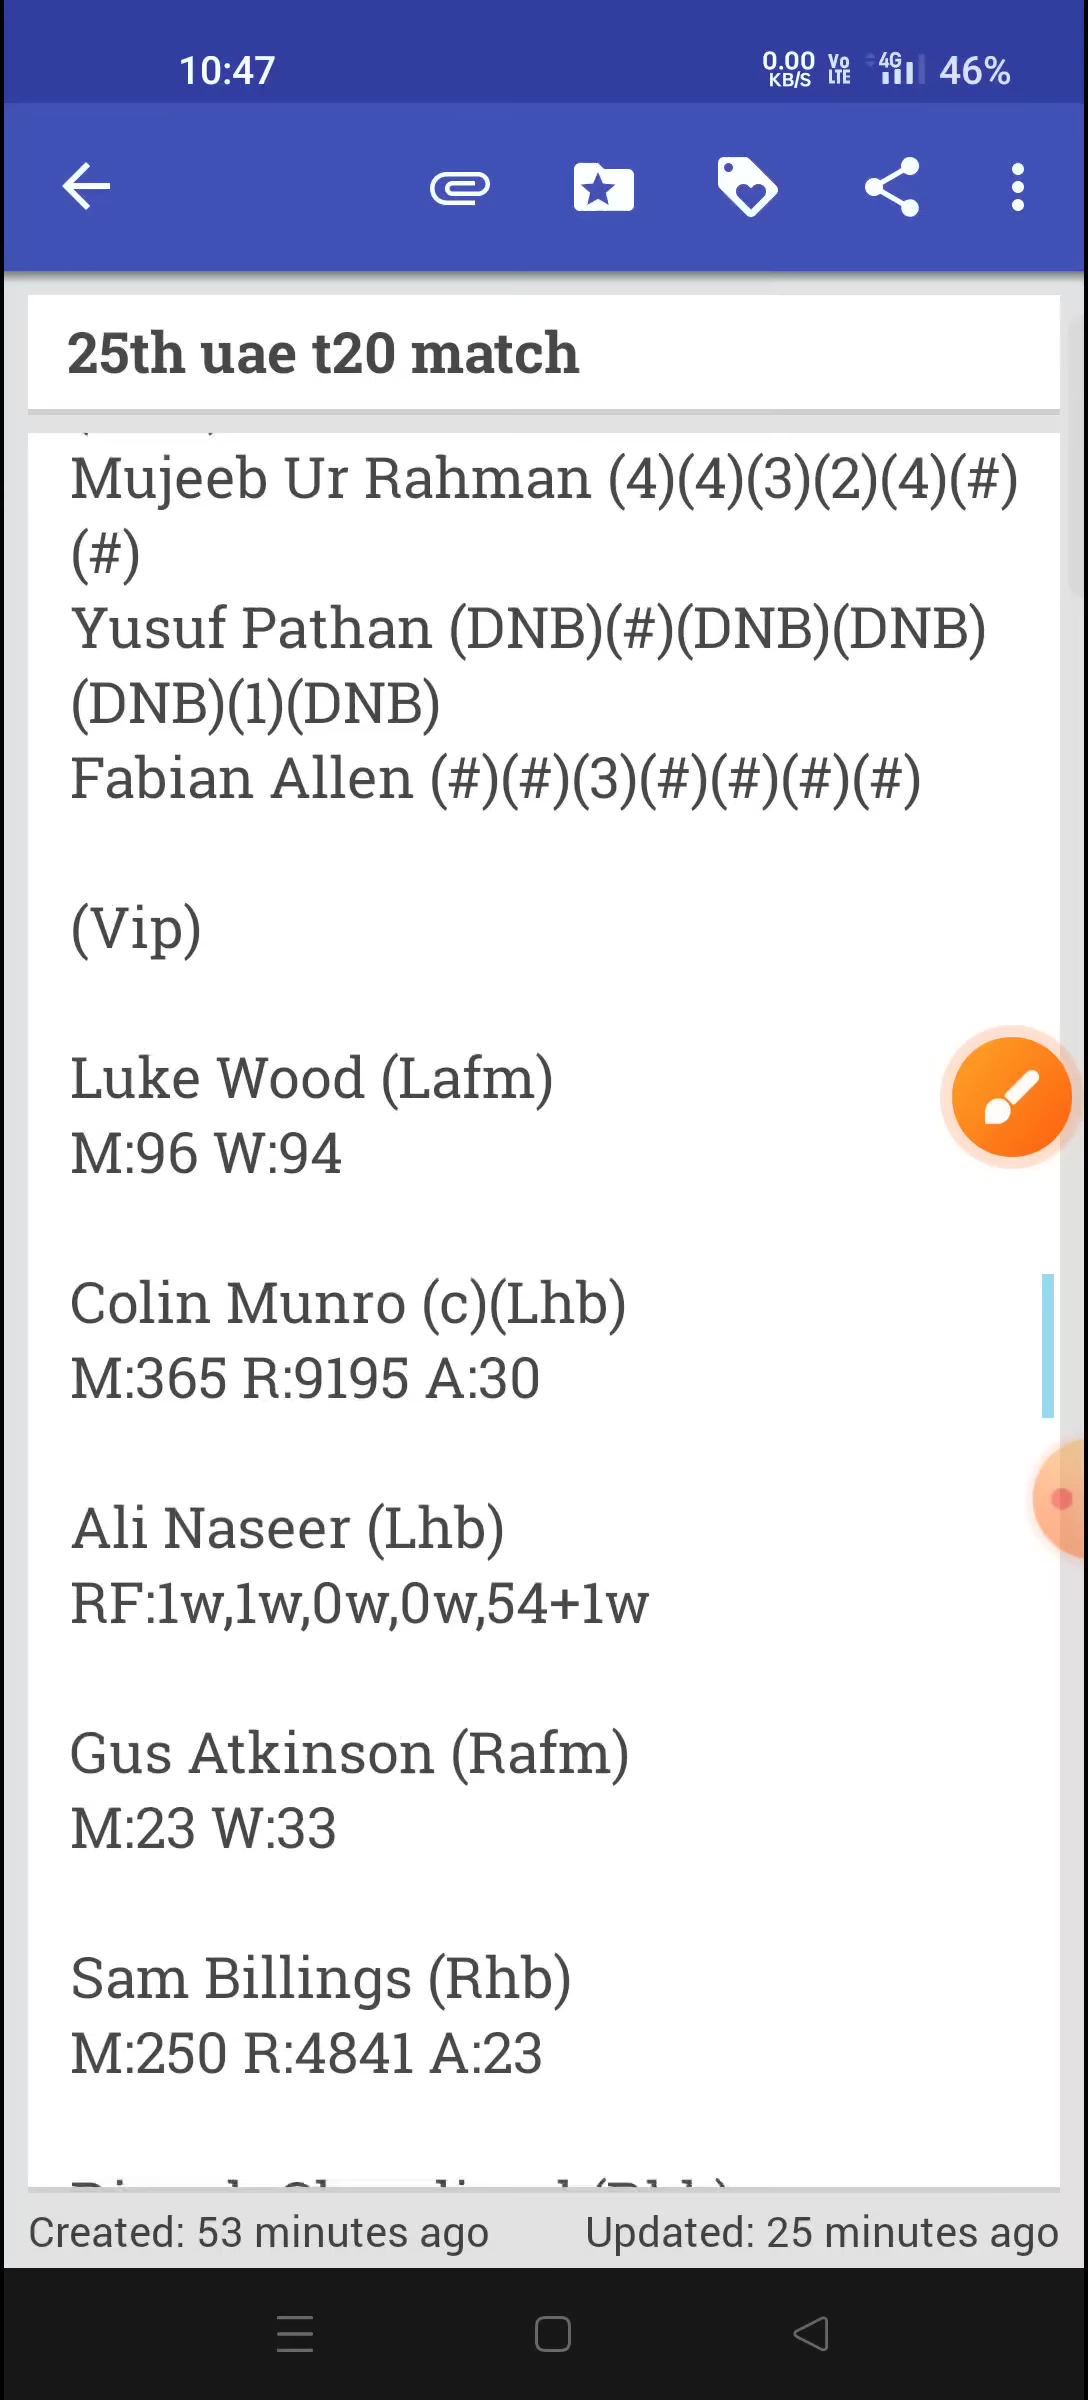 10:47 0.00 KB/S Vo LTE 4G 46%
25th uae t20 match
Mujeeb Ur Rahman (4)(4)(3)(2)(4)(#)
(#)
Yusuf Pathan (DNB)(#)(DNB)(DNB)
(DNB)(1)(DNB)
Fabian Allen (#)(#)(3)(#)(#)(#)(#)
(Vip)
Luke Wood (Lafm)
M:96 W:94
Colin Munro (c)(Lhb)
M:365 R:9195 A:30
Ali Naseer (Lhb)
RF:1w,1w,0w,0w,54+1w
Gus Atkinson (Rafm)
M:23 W:33
Sam Billings (Rhb)
M:250 R:4841 A:23
Created: 53 minutes ago Updated: 25 minutes ago